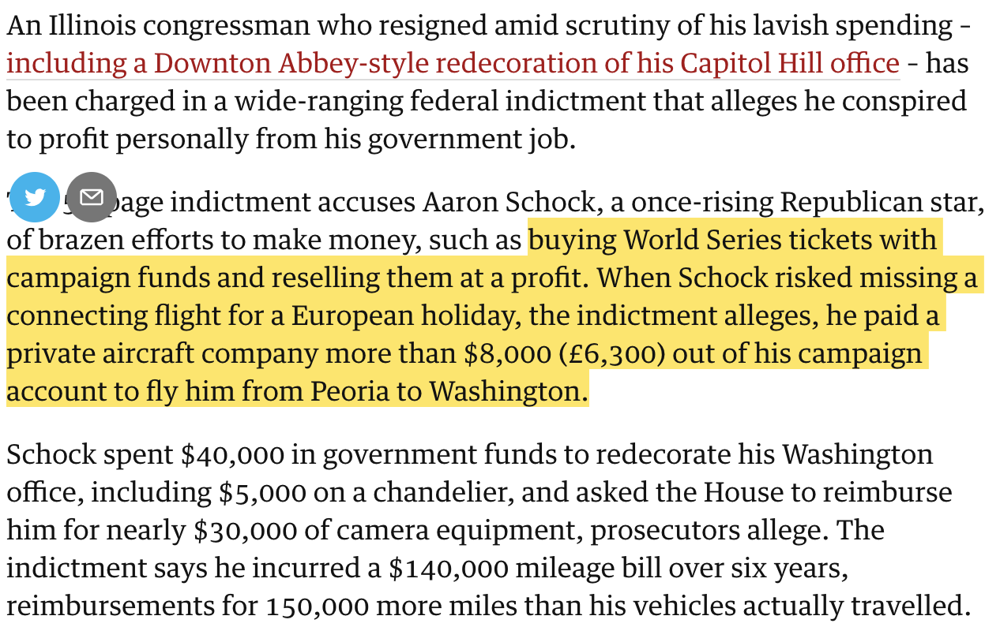 An Illinois congressman who resigned amid scrutiny of his lavish spending –
including a Downton Abbey-style redecoration of his Capitol Hill office – has
been charged in a wide-ranging federal indictment that alleges he conspired
to profit personally from his government job.
page indictment accuses Aaron Schock, a once-rising Republican star,
of brazen efforts to make money, such as buying World Series tickets with
campaign funds and reselling them at a profit. When Schock risked missing a
connecting flight for a European holiday, the indictment alleges, he paid a
private aircraft company more than $8,000 (£6,300) out of his campaign
account to fly him from Peoria to Washington.
Schock spent $40,000 in government funds to redecorate his Washington
office, including $5,000 on a chandelier, and asked the House to reimburse
him for nearly $30,000 of camera equipment, prosecutors allege. The
indictment says he incurred a $140,000 mileage bill over six years,
reimbursements for 150,000 more miles than his vehicles actually travelled.